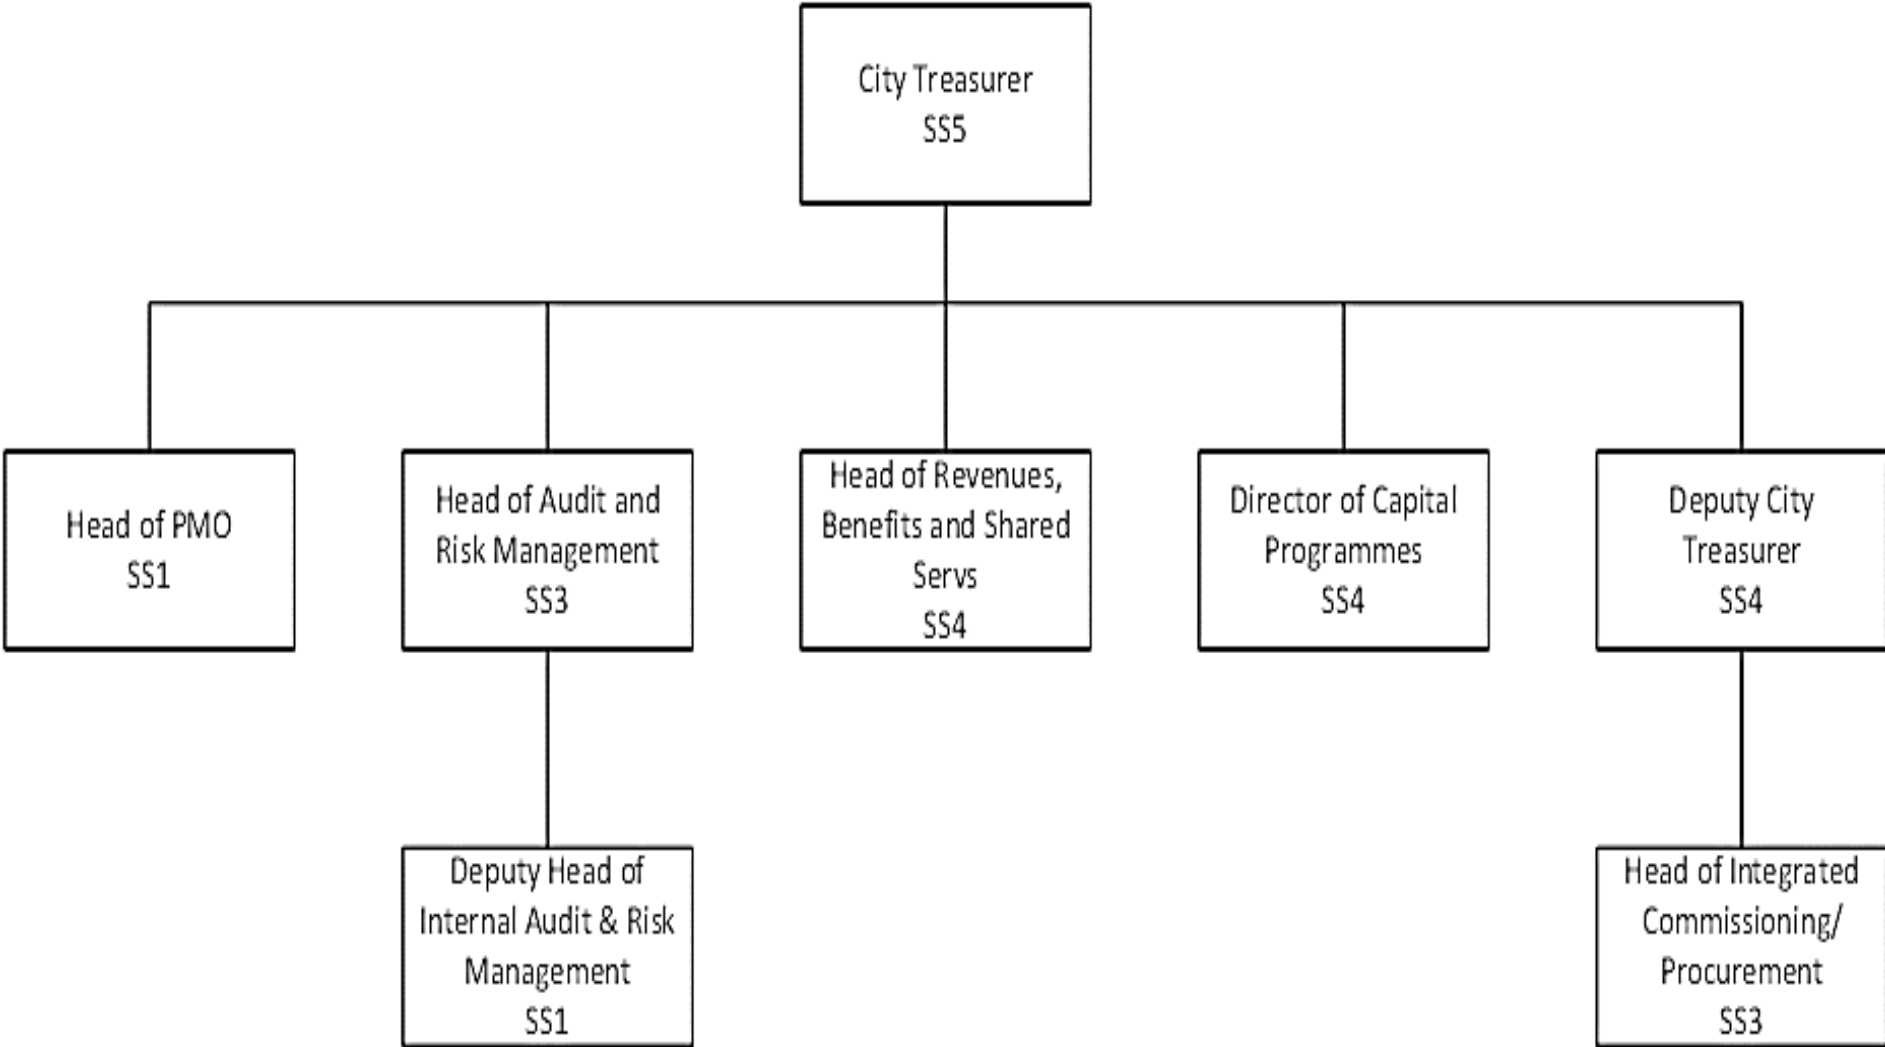 City Treasurer
SS5
Head of PMO
SS1
Head of Audit and
Risk Management
SS3
Head of Revenues,
Benefits and Shared
Servs
SS4
Director of Capital
Programmes
SS4
Deputy City
Treasurer
SS4
Deputy Head of
Internal Audit & Risk
Management
SS1
Head of Integrated
Commissioning/
Procurement
SS3